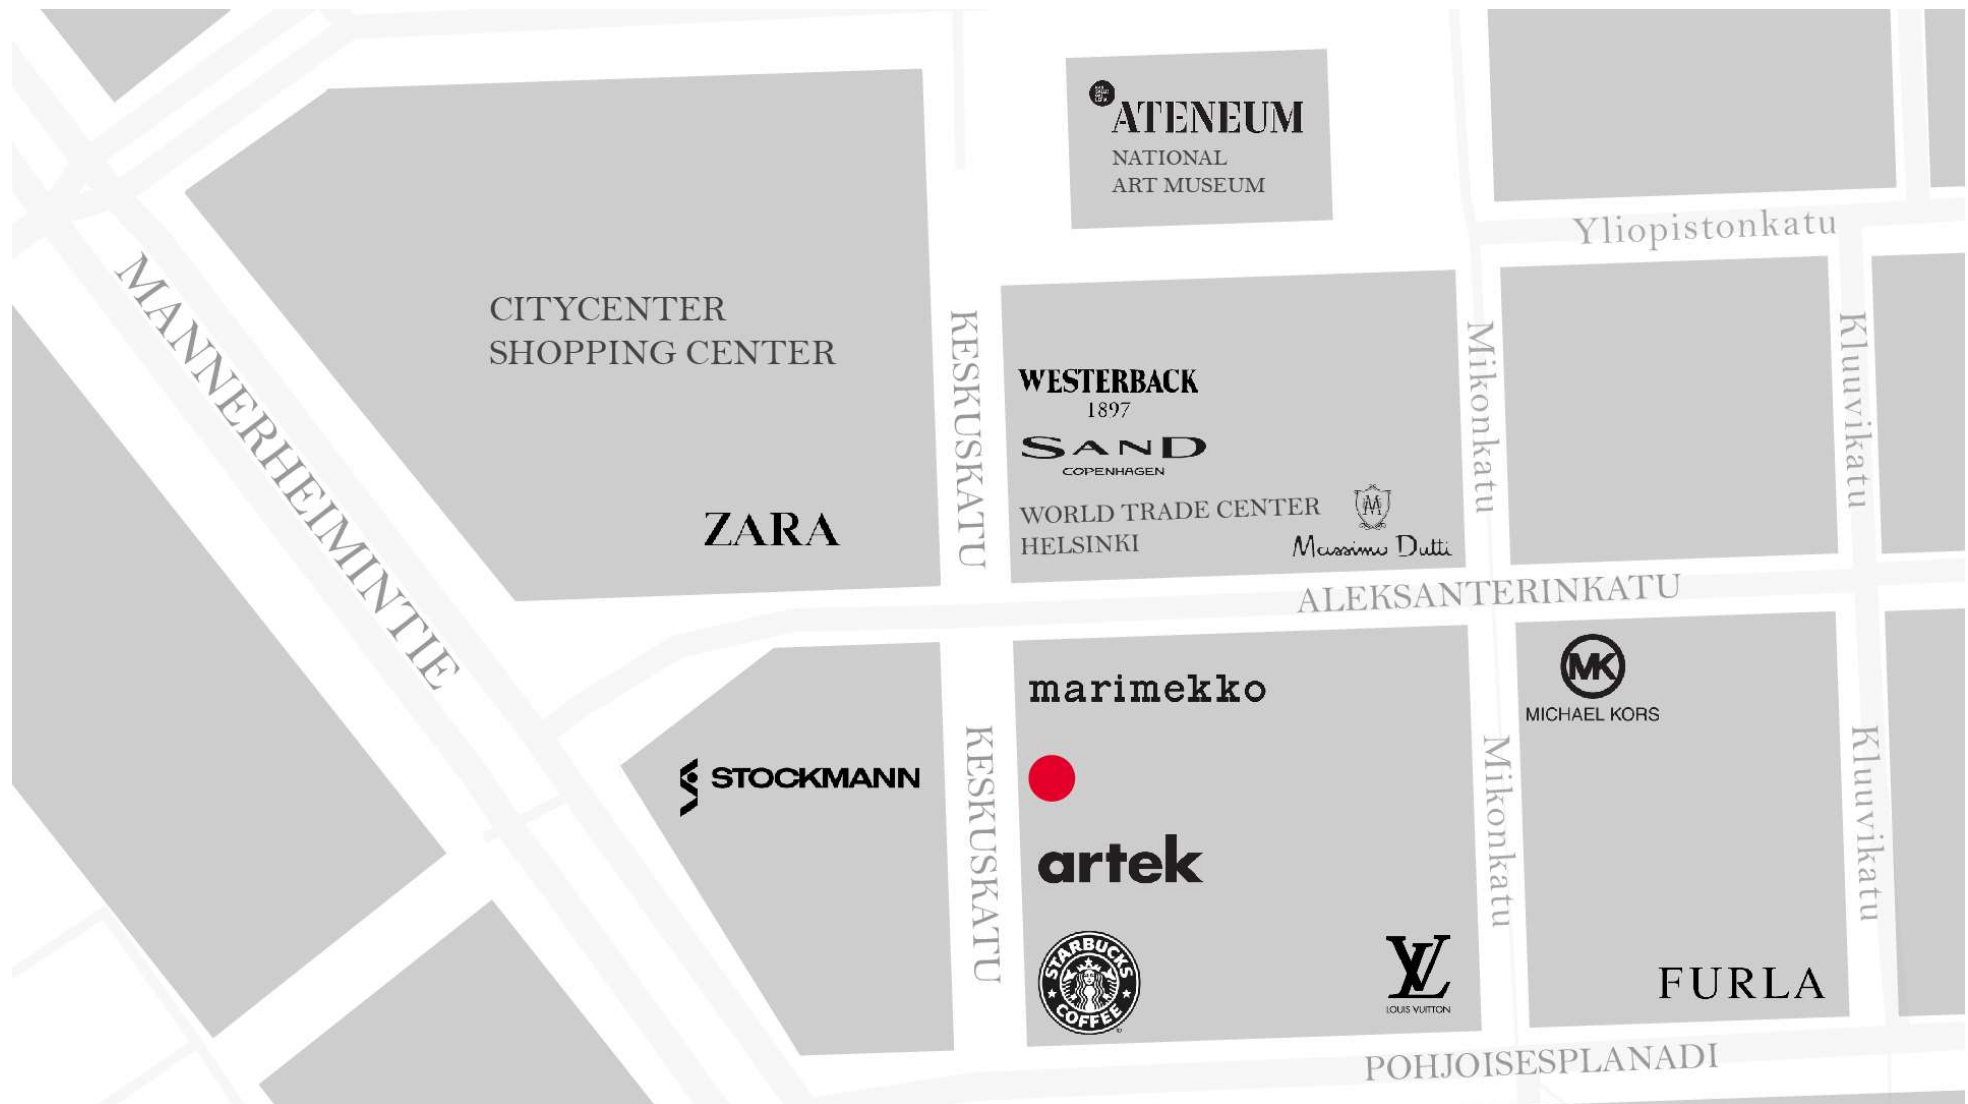 ATENEUM
NATIONAL
ART MUSEUM
Yliopistonkatu
MANNERHEIMINTIE
CITYCENTER
SHOPPING CENTER
KESKUSKATU
WESTERBACK
1897
SAND
COPENHAGEN
WORLD TRADE CENTER
HELSINKI
Massimo Dutti
Mikonkatu
Kluuvikatu
ZARA
ALEKSANTERINKATU
STOCKMANN
KESKUSKATU
marimekko
artek
STARBUCKS
COFFEE
LV
LOUIS VUITTON
Mikonkatu
MK
MICHAEL KORS
Kluuvikatu
FURLA
POHJOISESPLANADI